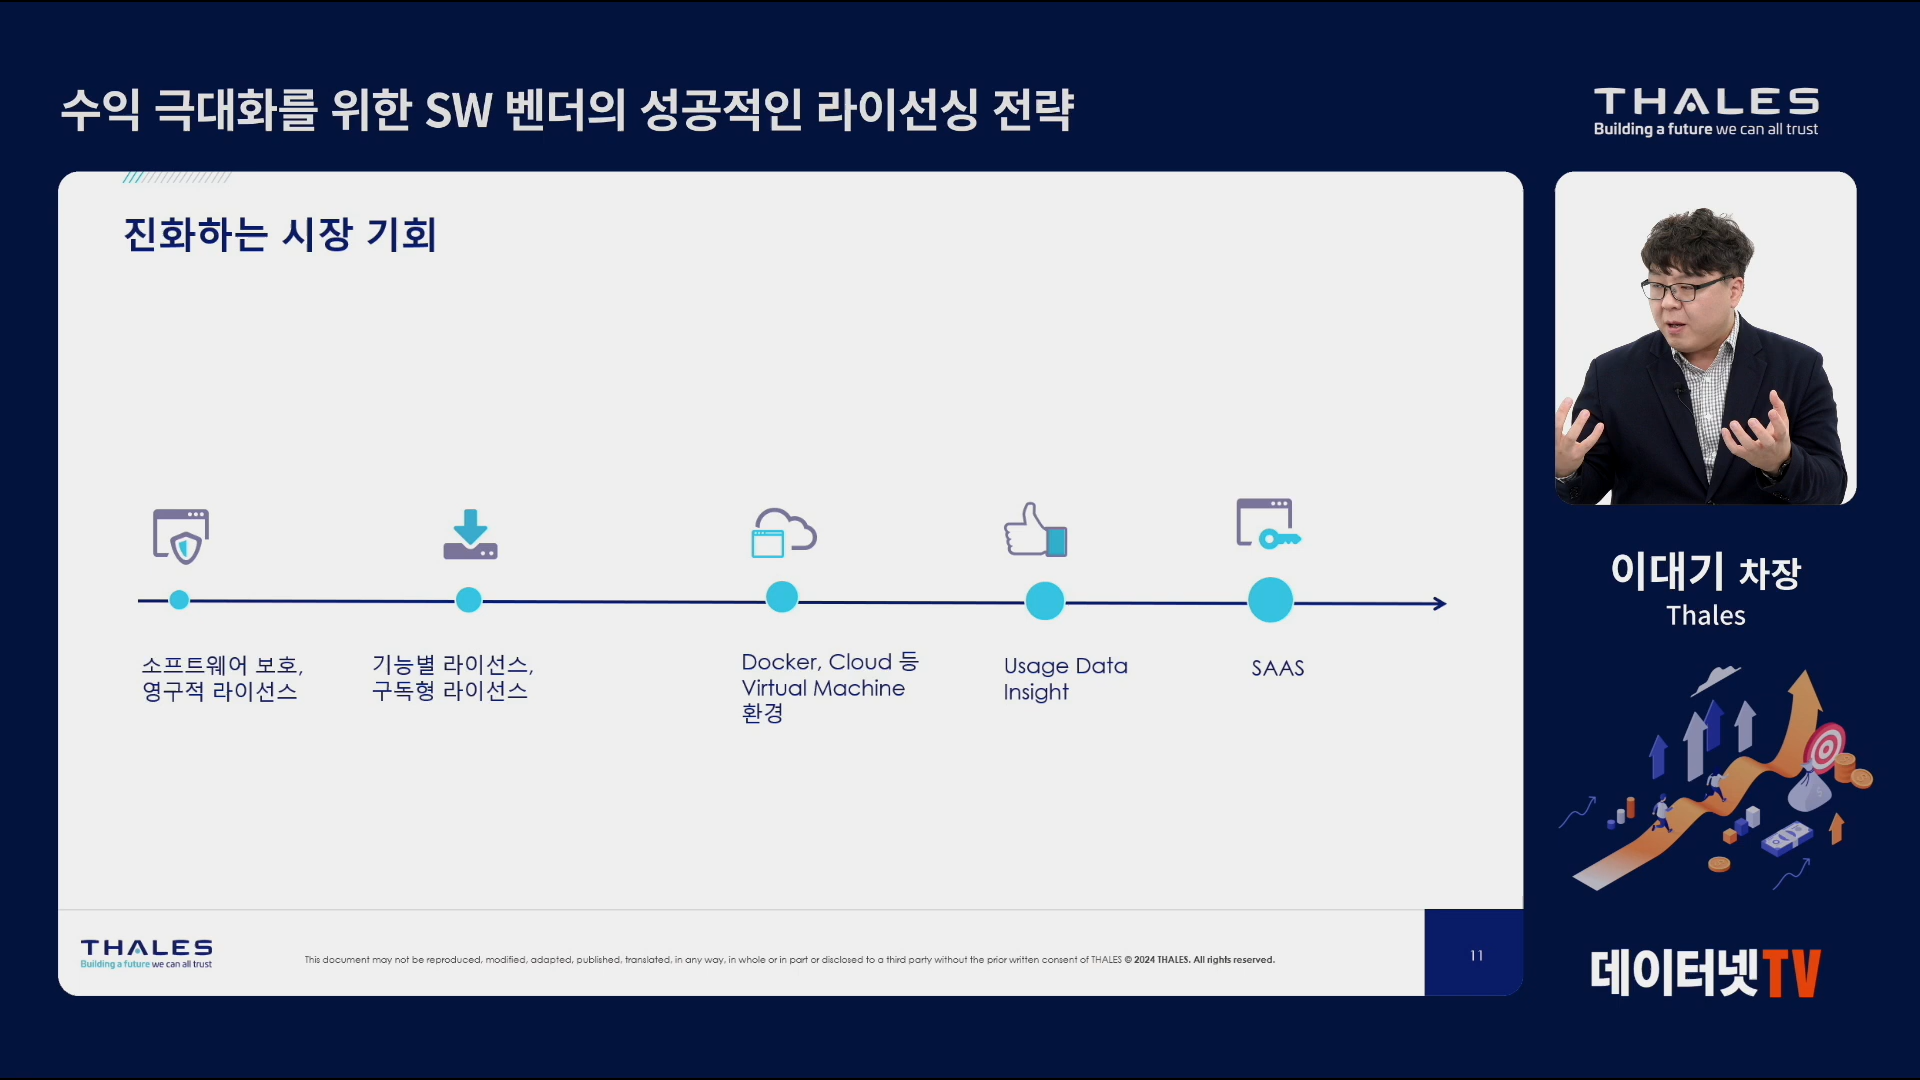 수익 극대화를 위한 SW 벤더의 성공적인 라이선싱 전략
THALES
Building a future we can all trust
진화하는 시장 기회
소프트웨어 보호,
영구적 라이선스
기능별 라이선스,
구독형 라이선스
Docker, Cloud 등
Virtual Machine
환경
Usage Data
Insight
SAAS
이대기 차장
Thales
THALES
Building a future we can all trust
This document may not be reproduced, modified, adapted, published, translated, in any way, in whole or in part or disclosed to a third party without the prior written consent of THALES © 2024 THALES. All rights reserved.
11
데이터넷TV